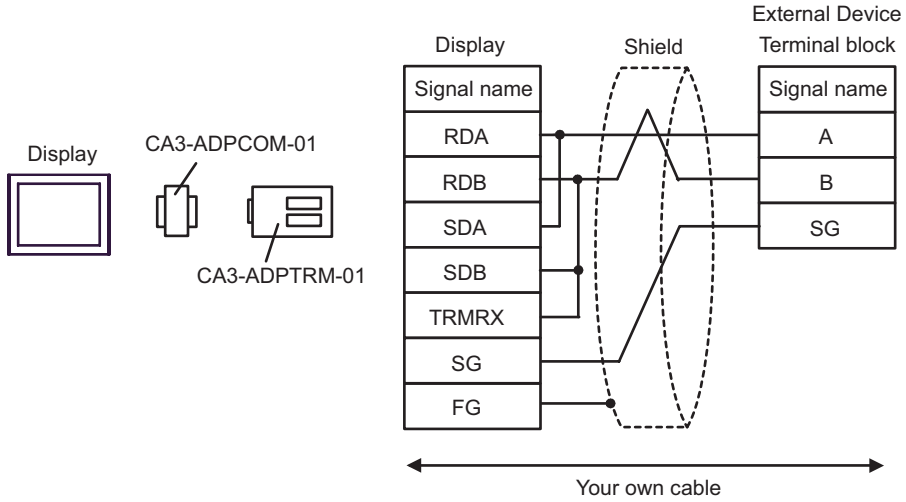 Display
CA3-ADPCOM-01
CA3-ADPTRM-01
Display
Signal name
RDA
RDB
SDA
SDB
TRMRX
SG
FG
Shield
External Device
Terminal block
Signal name
A
B
SG
Your own cable